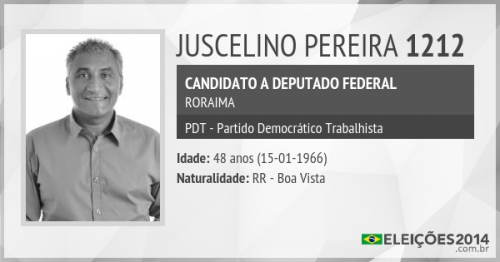 JUSCELINO PEREIRA 1212
CANDIDATO A DEPUTADO FEDERAL
RORAIMA
PDT - Partido Democrático Trabalhista
Idade: 48 anos (15-01-1966)
Naturalidade: RR - Boa Vista
ELEIÇÕES2014
.com.br